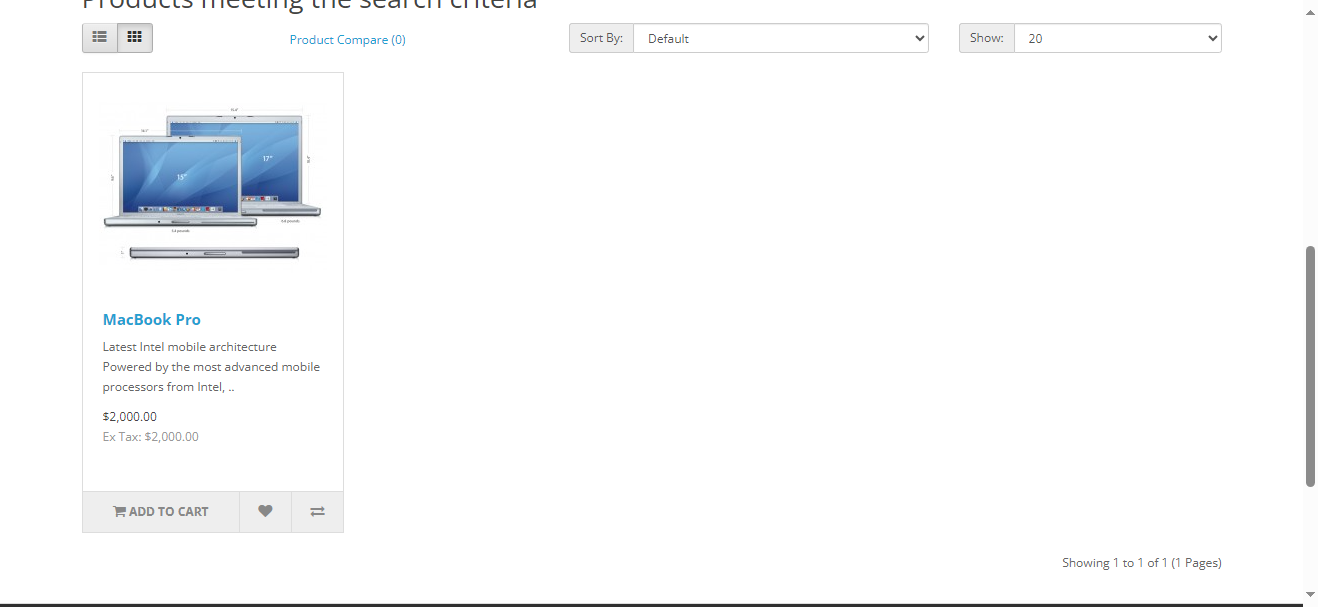 Products meeting the search criteria
Product Compare (0)
Sort By:
Default
Show:
20
17"
15"
MacBook Pro
Latest Intel mobile architecture
Powered by the most advanced mobile
processors from Intel, ..
$2,000.00
Ex Tax: $2,000.00
ADD TO CART
Showing 1 to 1 of 1 (1 Pages)